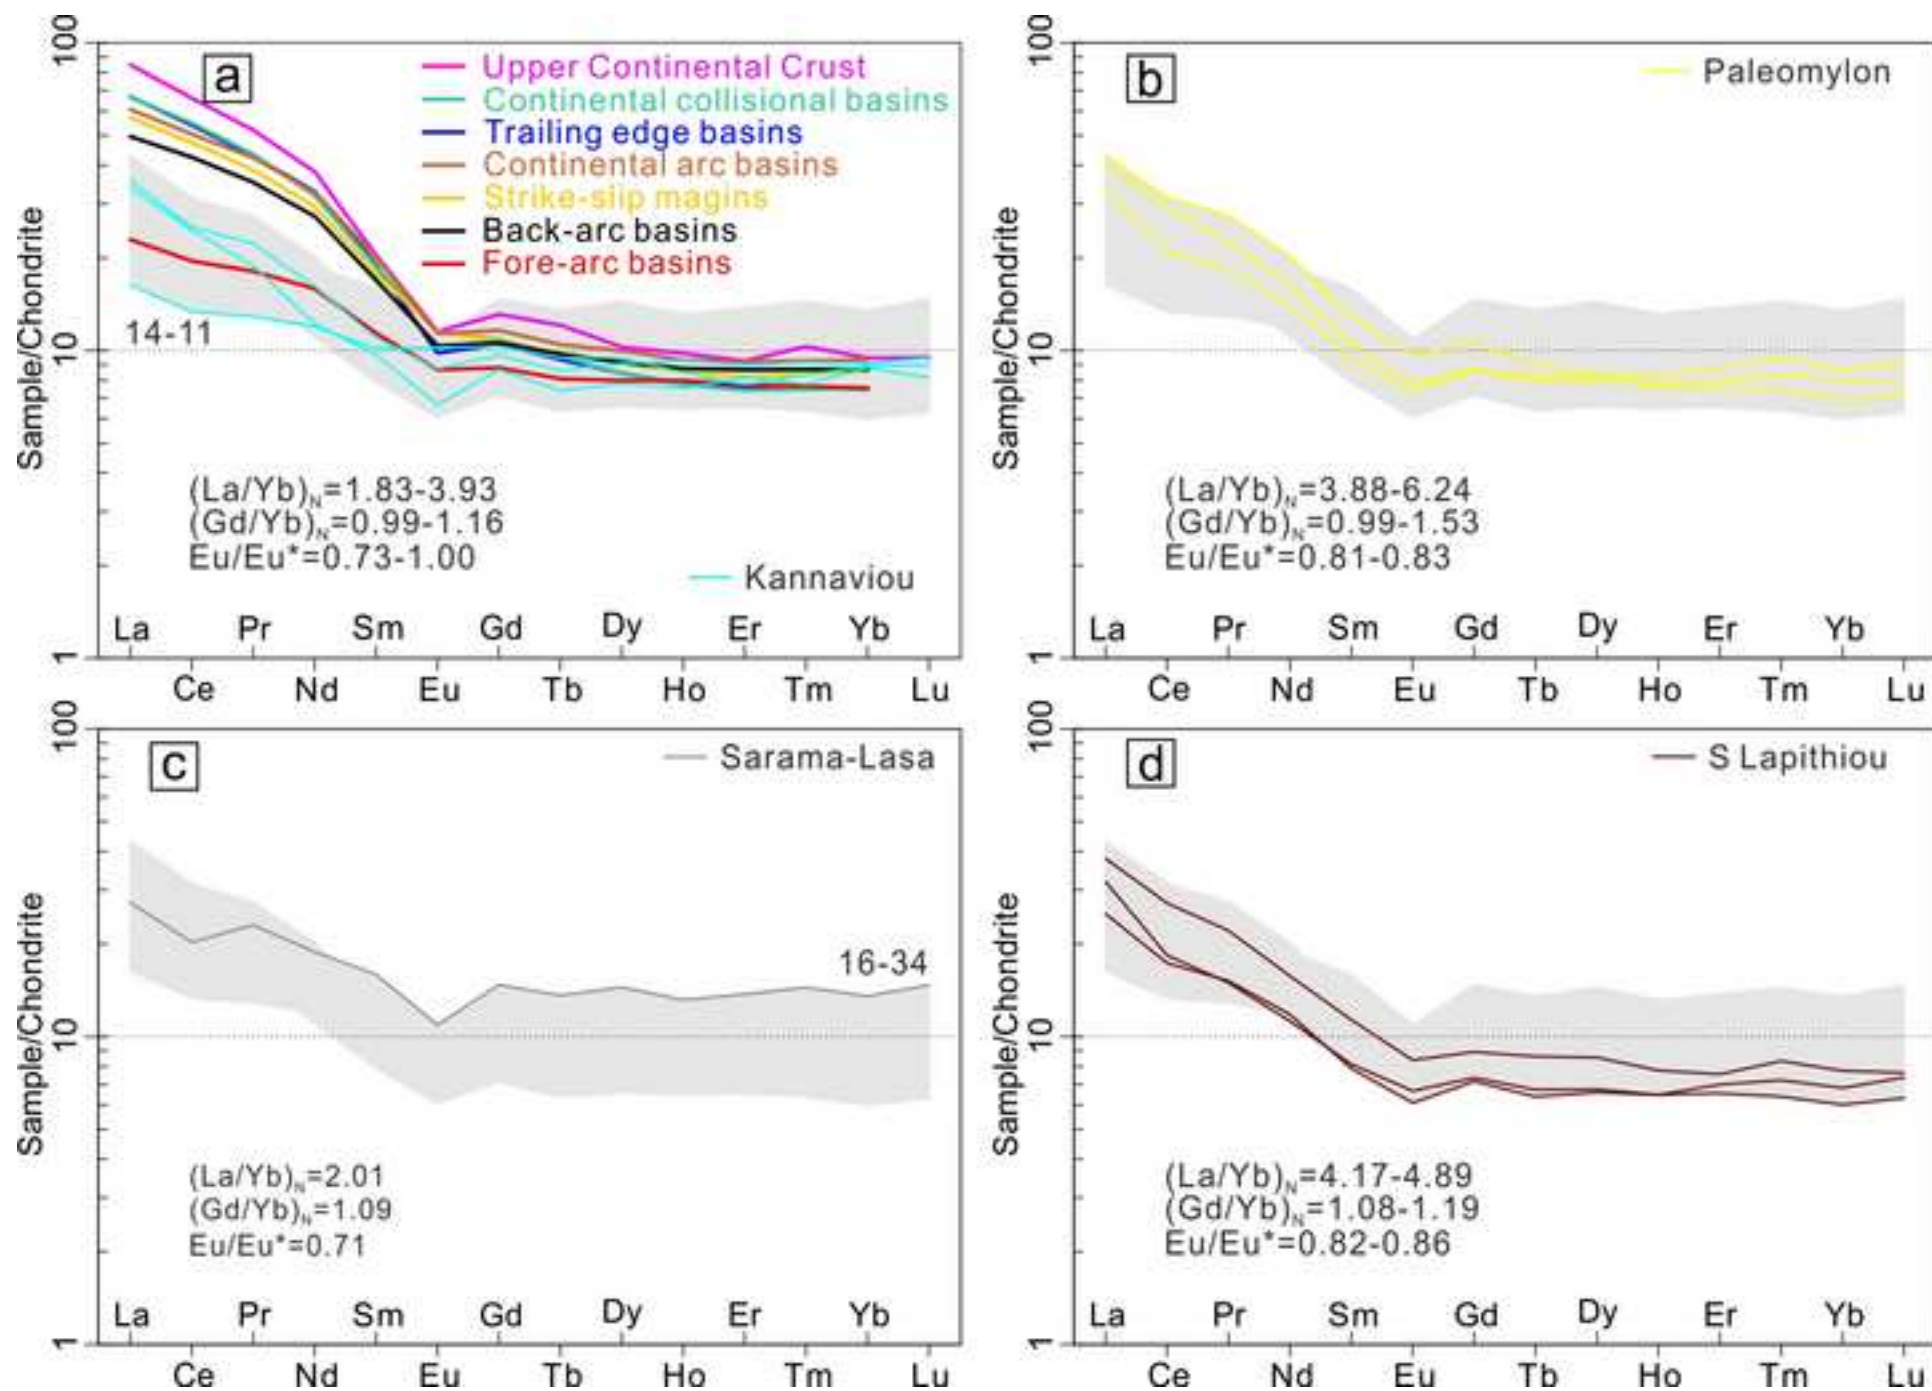 a
Upper Continental Crust
Continental collisional basins
Trailing edge basins
Continental arc basins
Strike-slip magins
Back-arc basins
Fore-arc basins
100
10
1
Sample/Chondrite
14-11
(La/Yb)N=1.83-3.93
(Gd/Yb)N=0.99-1.16
Eu/Eu*=0.73-1.00
Kannaviou
La Pr Sm Gd Dy Er Yb
Ce Nd Eu Tb Ho Tm Lu
b
Paleomylon
100
10
1
Sample/Chondrite
(La/Yb)N=3.88-6.24
(Gd/Yb)N=0.99-1.53
Eu/Eu*=0.81-0.83
La Pr Sm Gd Dy Er Yb
Ce Nd Eu Tb Ho Tm Lu
c
Sarama-Lasa
100
10
1
Sample/Chondrite
16-34
(La/Yb)N=2.01
(Gd/Yb)N=1.09
Eu/Eu*=0.71
La Pr Sm Gd Dy Er Yb
Ce Nd Eu Tb Ho Tm Lu
d
S Lapithiou
100
10
1
Sample/Chondrite
(La/Yb)N=4.17-4.89
(Gd/Yb)N=1.08-1.19
Eu/Eu*=0.82-0.86
La Pr Sm Gd Dy Er Yb
Ce Nd Eu Tb Ho Tm Lu